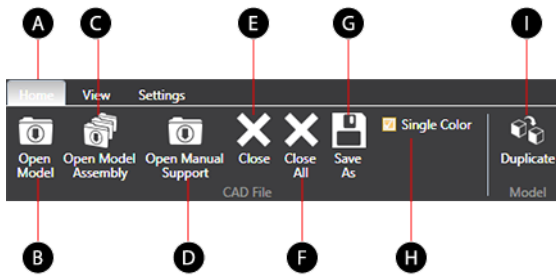 A C E G I
Home View Settings
Open Model
Open Model Assembly
Open Manual Support
Close
Close All
Save As
Single Color
Duplicate
CAD File
Model
B D F H